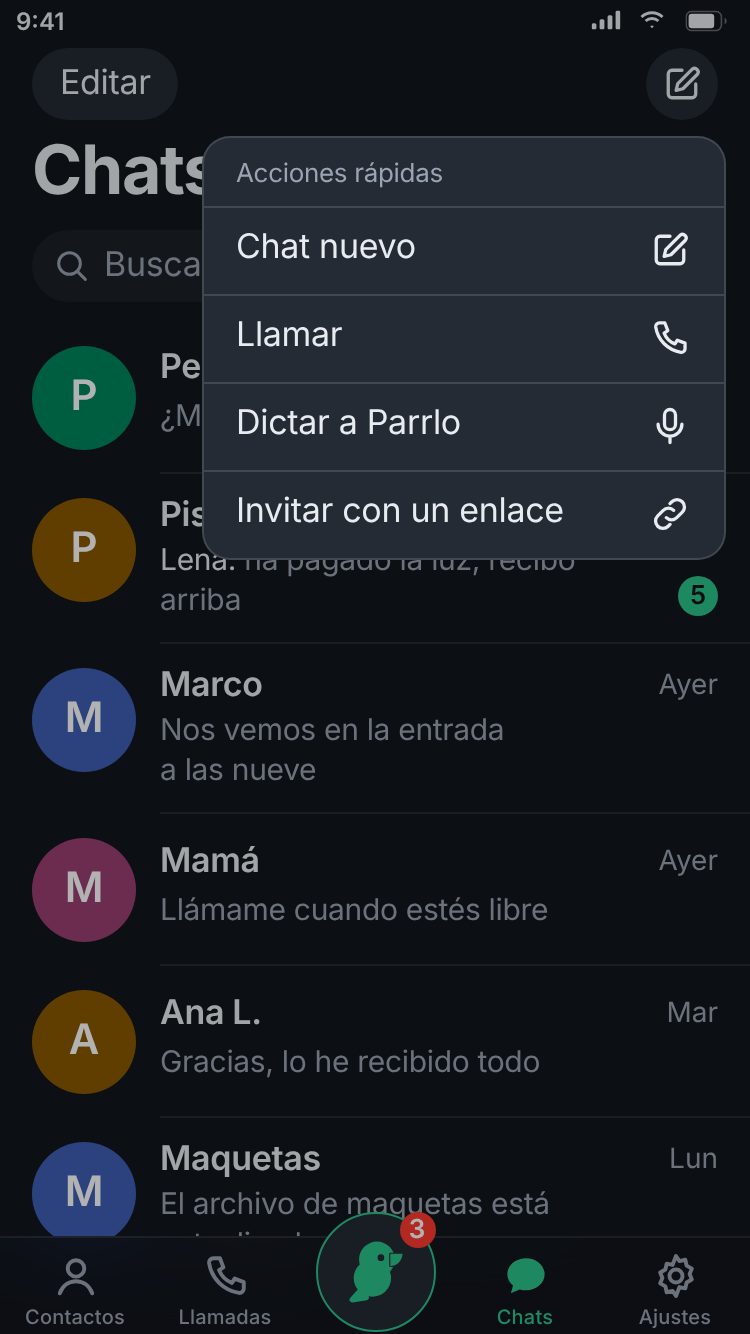 9:41
Editar
Chats
Acciones rápidas
Chat nuevo
Llamar
Dictar a Parrlo
Invitar con un enlace
P
P
Lena: ha pagado la luz, recibo
arriba
5
M
Marco
Ayer
Nos vemos en la entrada
a las nueve
M
Mamá
Ayer
Llámame cuando estés libre
A
Ana L.
Mar
Gracias, lo he recibido todo
M
Maquetas
Lun
El archivo de maquetas está
3
Contactos
Llamadas
Chats
Ajustes